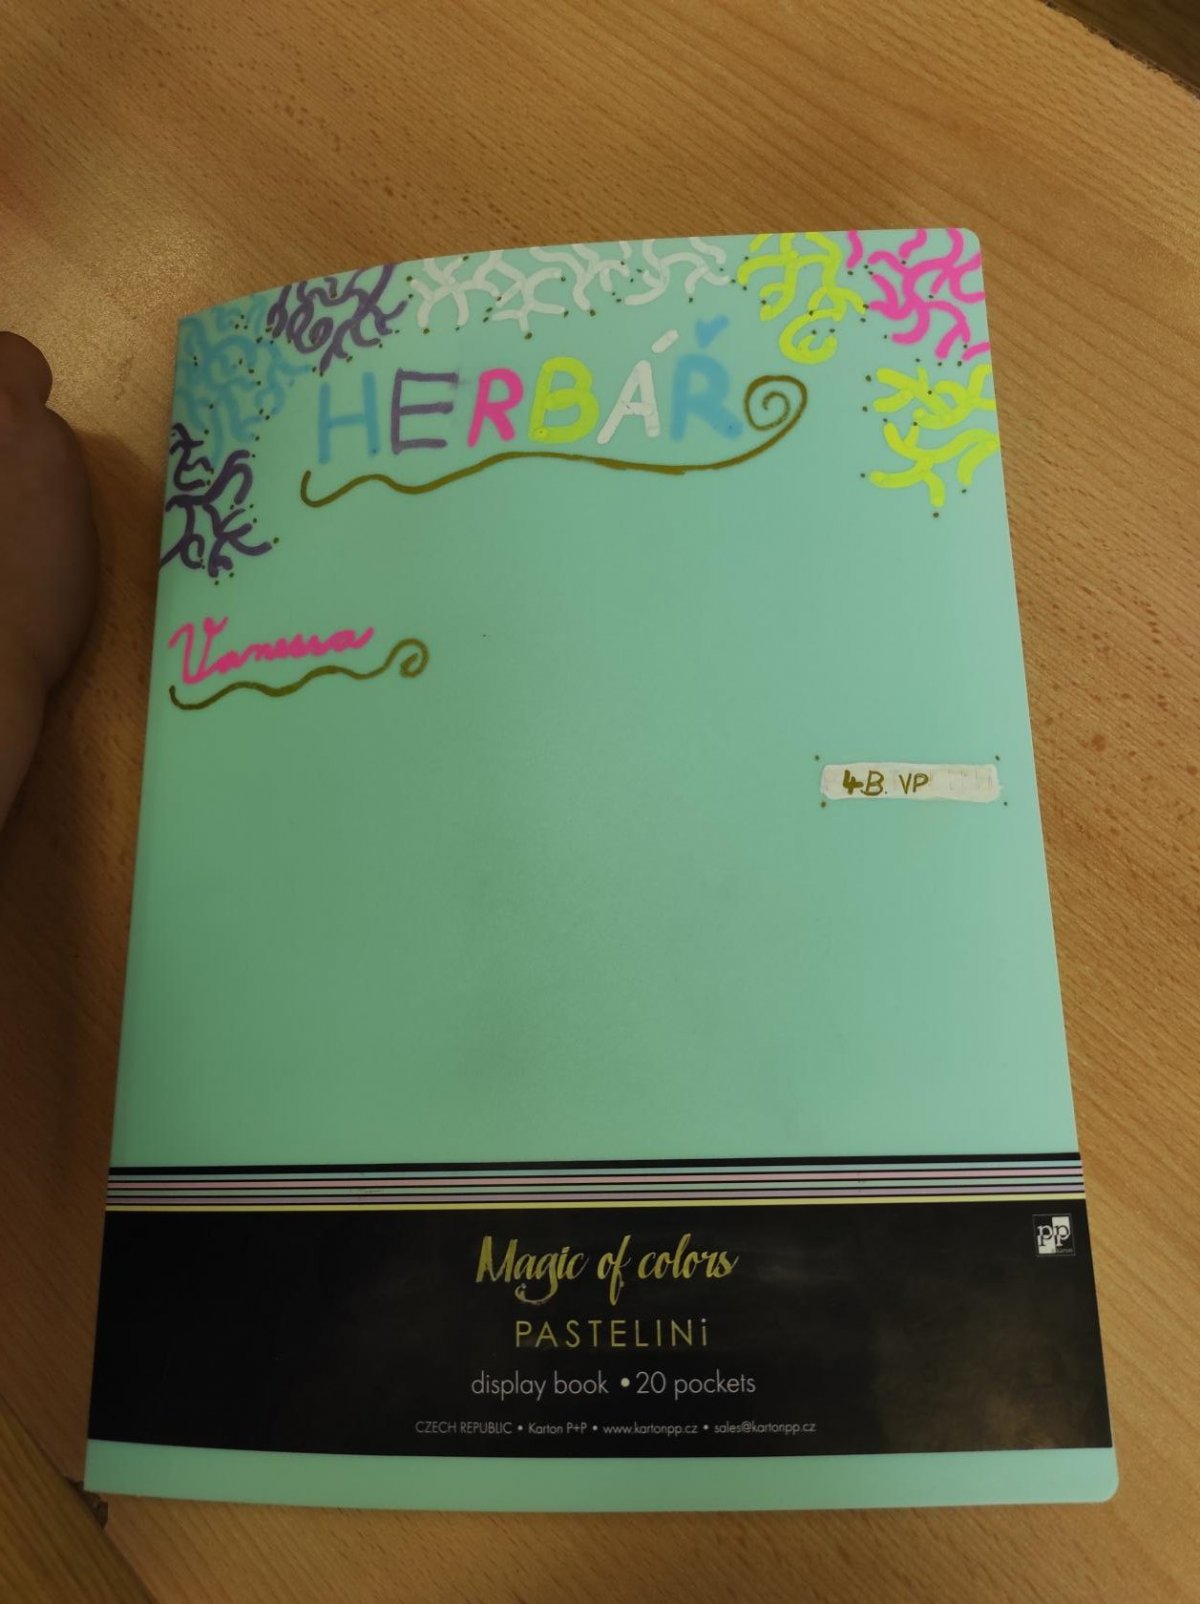 HERBÁŘ
Vanessa
4.B. VP
Magic of colors
PASTELINi
display book • 20 pockets
CZECH REPUBLIC • Karton P+P • www.kartonpp.cz • sales@kartonpp.cz
pp